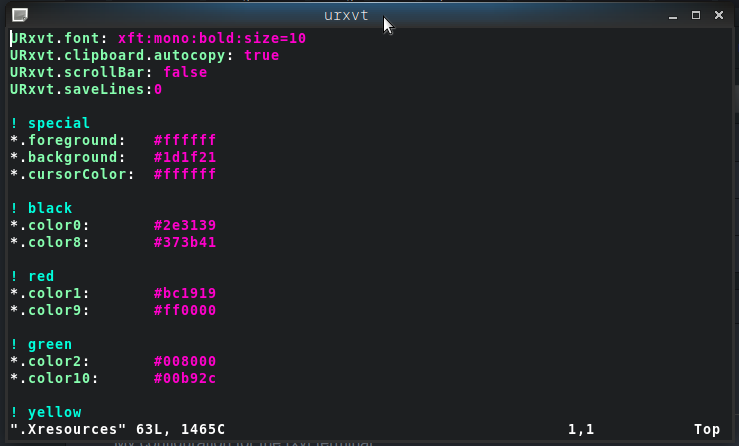 urxvt
URxvt.font: xft:mono:bold:size=10
URxvt.clipboard.autocopy: true
URxvt.scrollBar: false
URxvt.saveLines:0
! special
*.foreground:   #ffffff
*.background:   #1d1f21
*.cursorColor:  #ffffff
! black
*.color0:       #2e3139
*.color8:       #373b41
! red
*.color1:       #bc1919
*.color9:       #ff0000
! green
*.color2:       #008000
*.color10:      #00b92c
! yellow
".Xresources" 63L, 1465C                                      1,1           Top